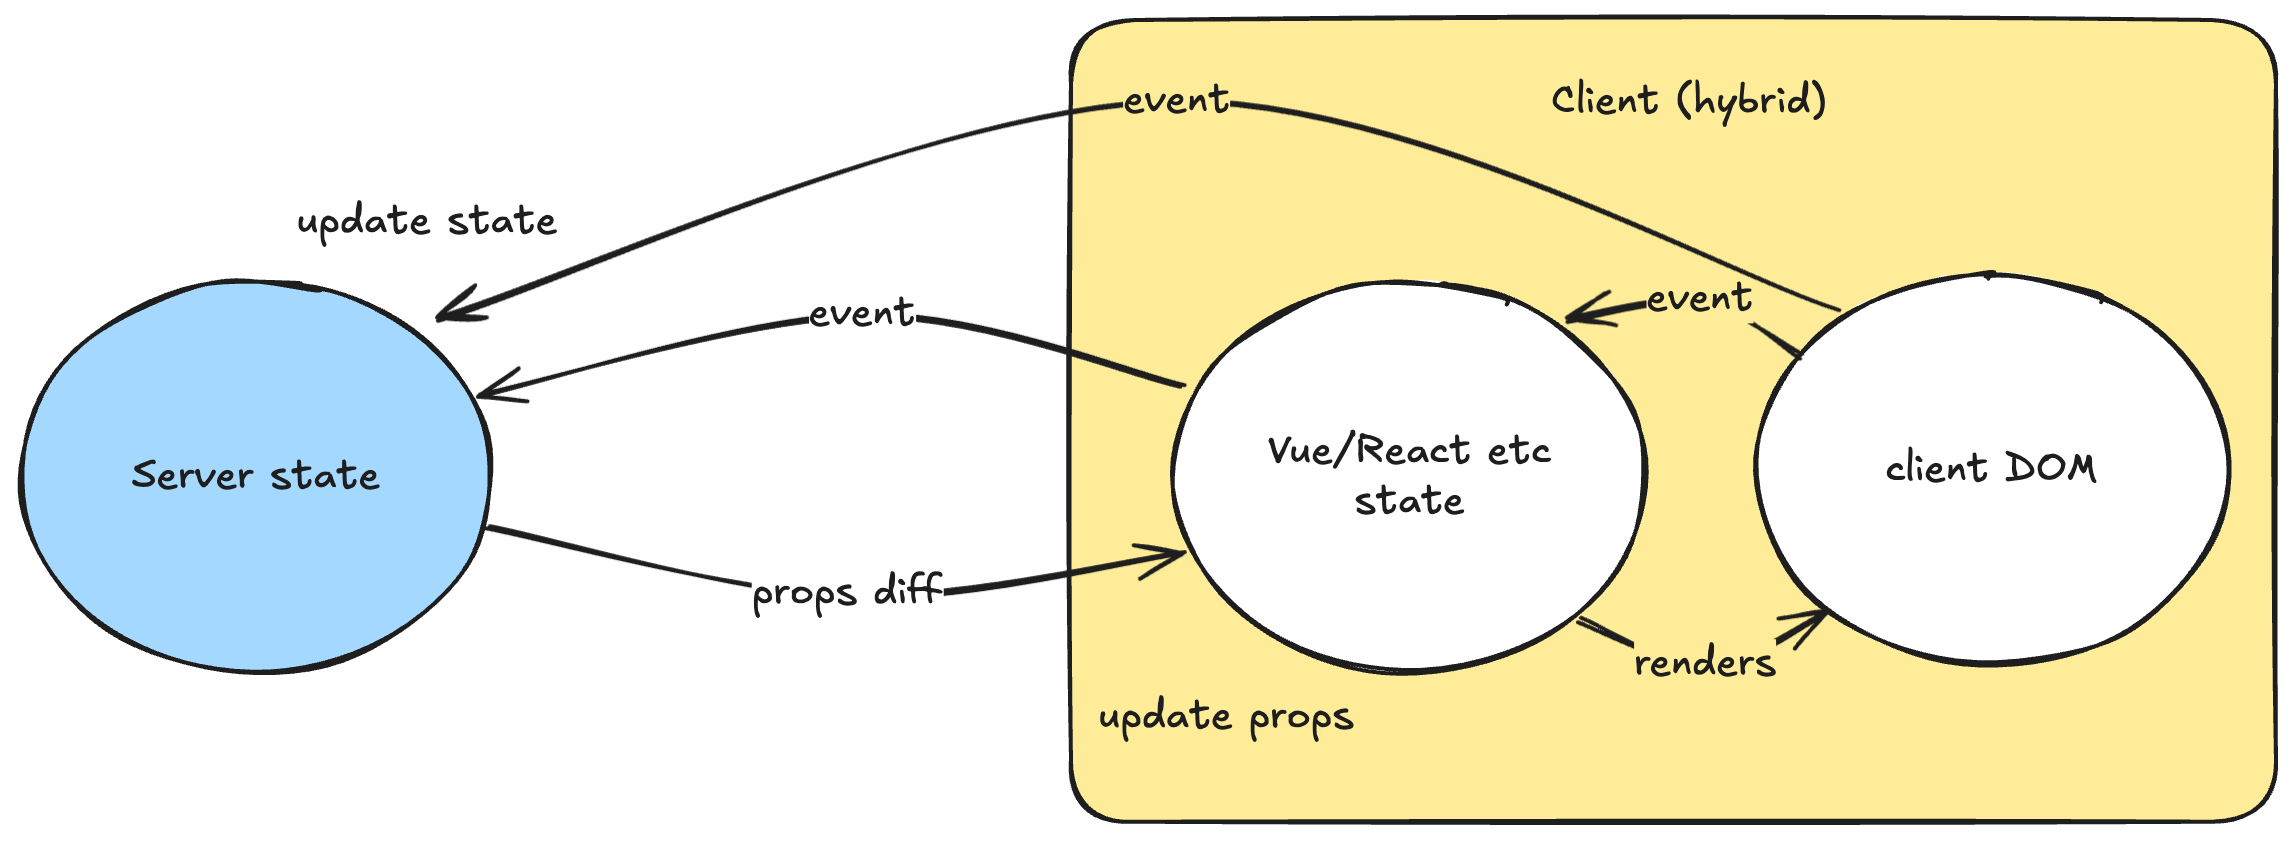 event
Client (hybrid)
update state
event
event
Server state
Vue/React etc
state
client DOM
props diff
renders
update props